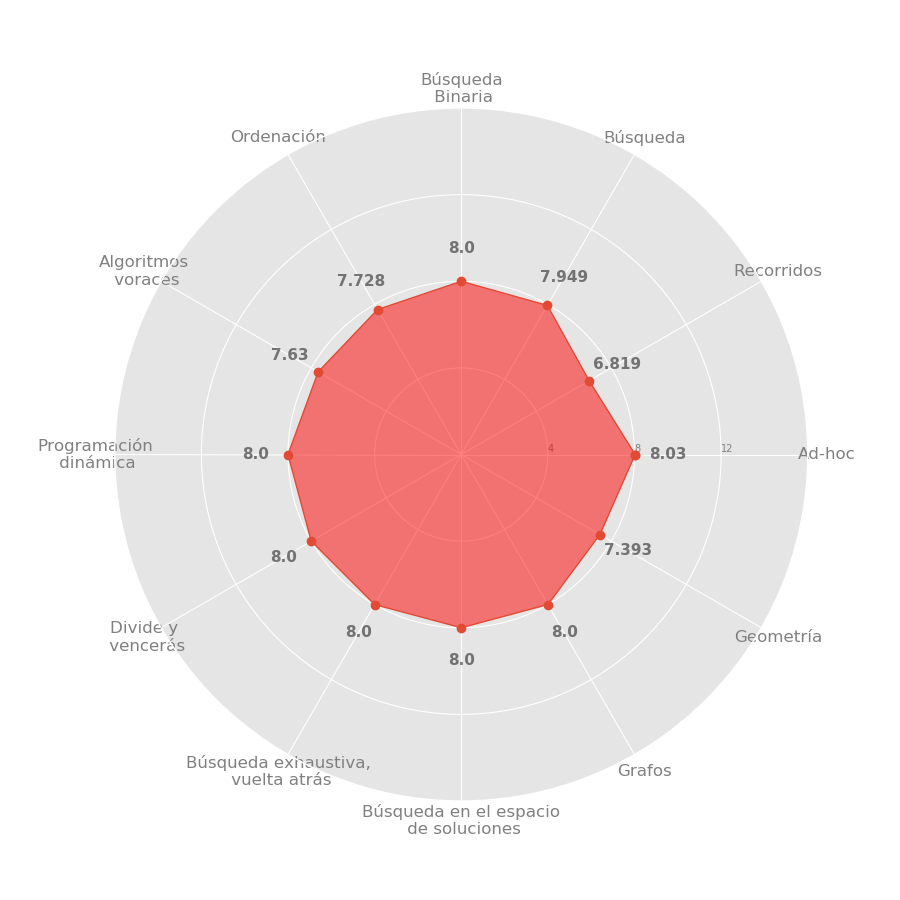 Búsqueda
Binaria
Ordenación
Búsqueda
8.0
Algoritmos
voraces
7.728
7.949
Recorridos
7.63
6.819
Programación
dinámica
8.0
4
8
12
8.03
Ad-hoc
8.0
7.393
Divide y
vencerás
8.0
8.0
8.0
Geometría
Búsqueda exhaustiva,
vuelta atrás
Grafos
Búsqueda en el espacio
de soluciones